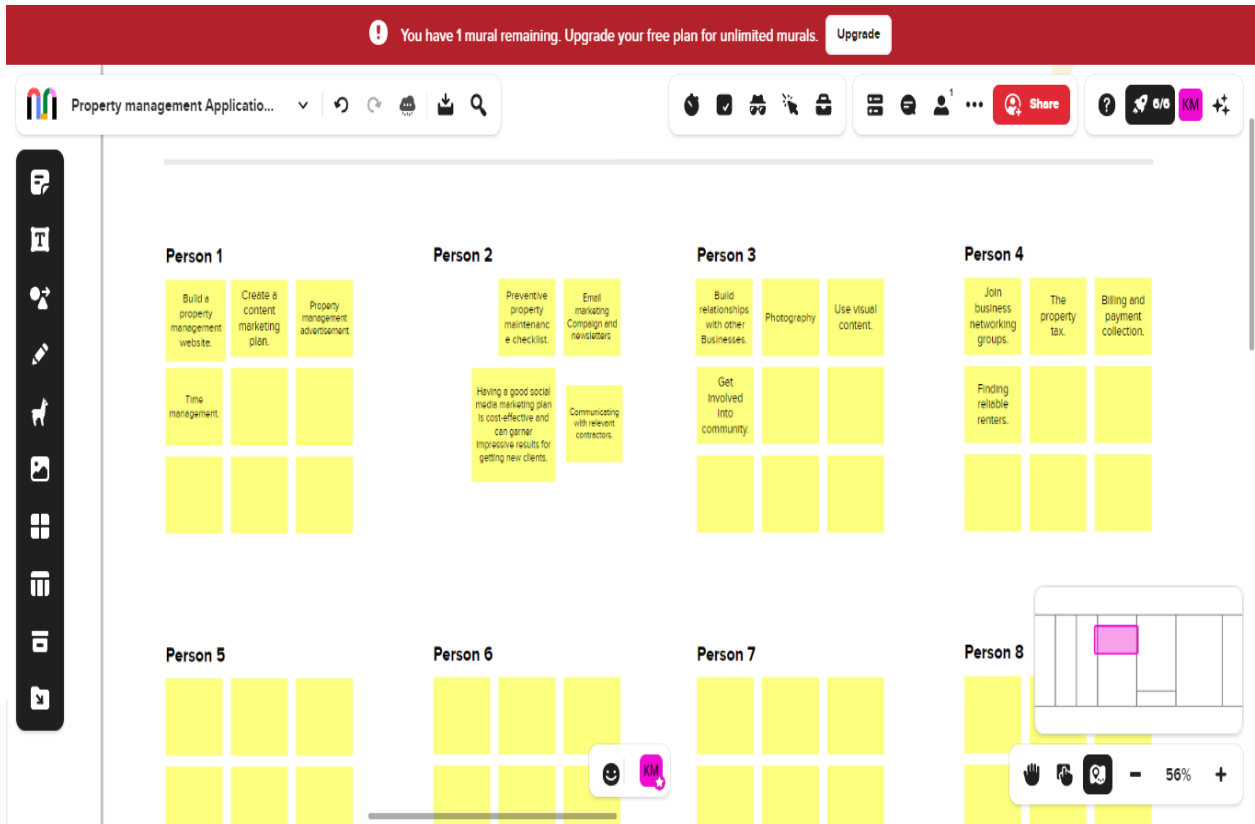 You have 1 mural remaining. Upgrade your free plan for unlimited murals.
Upgrade
Property management Applicatio...
1
Share
?
6/6
KM
Person 1
Build a
property
management
website.
Create a
content
marketing
plan.
Property
management
advertisement
Time
management.
Person 2
Preventive
property
maintenanc
e checklist.
Email
marketing
Compaign and
newsletters
Having a good social
media marketing plan
is cost-effective and
can garner
impressive results for
getting new clients.
Communicating
with relevant
contractors.
Person 3
Build
relationships
with other
Businesses.
Photography
Use visual
content.
Get
Involved
Into
community.
Person 4
Join
business
networking
groups.
The
property
tax.
Billing and
payment
collection.
Finding
reliable
renters.
Person 5
Person 6
Person 7
Person 8
KM
56%